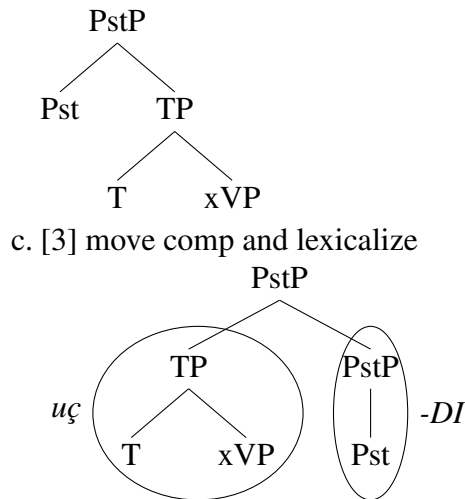 PstP
Pst TP
T xVP
c. [3] move comp and lexicalize
PstP
TP PstP
uç -DI
T xVP Pst